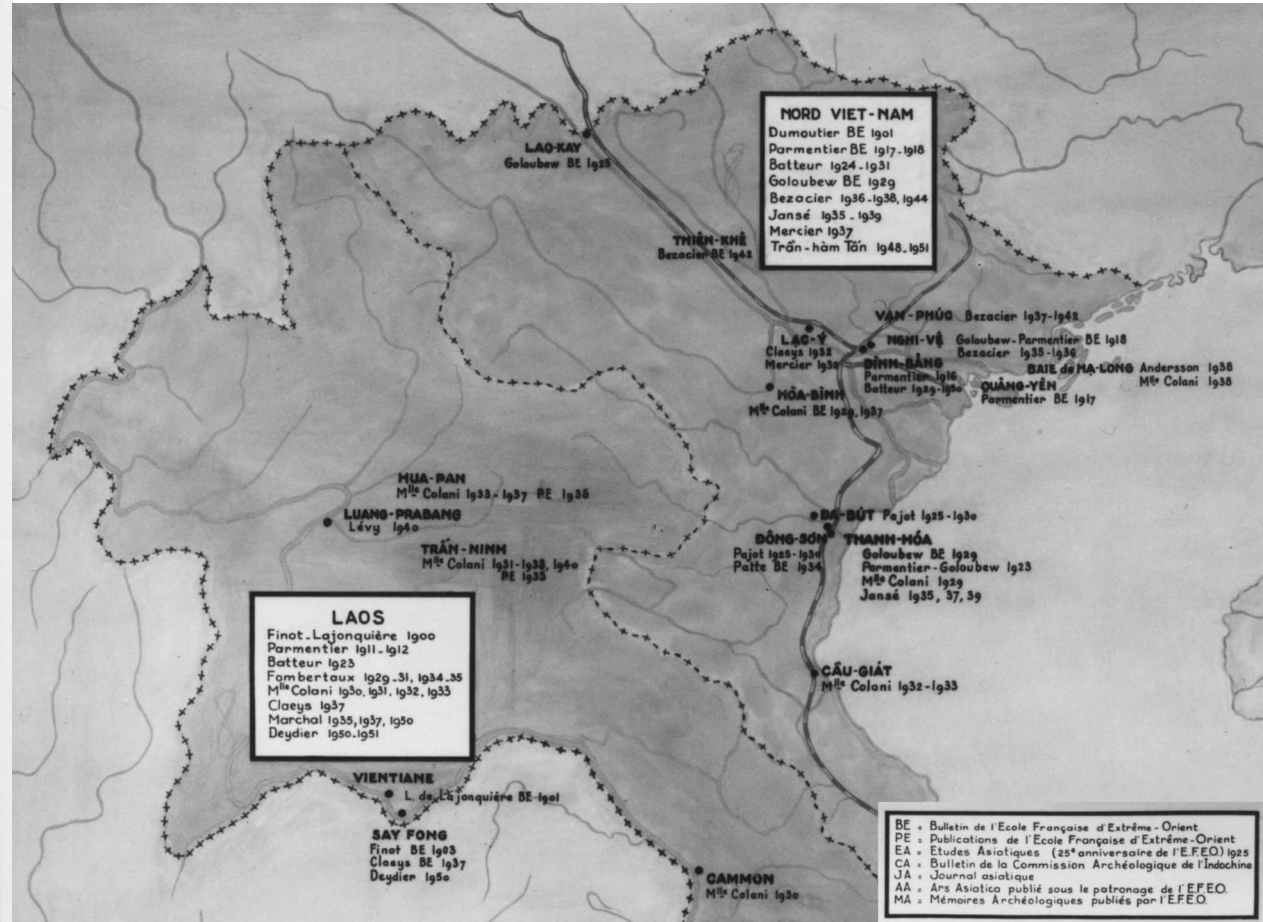 LAO-KAY
Goloubew BE 1925
NORD VIET-NAM
Dumoutier BE 1901
Parmentier BE 1917-1918
Batteur 1924-1931
Goloubew BE 1929
Bezacier 1936-1938, 1944
Jansé 1935-1939
Mercier 1937
Trần-hàm Tấn 1948-1951
THIÊN-KHÊ
Bezacier BE 1942
VẠN-PHÚC Bezacier 1937-1942
LẠC-Ý
Claeys 1932
Mercier 1932
NGHI-VỆ Goloubew-Parmentier BE 1918
Bezacier 1935-1936
ĐÌNH-BẢNG
Parmentier 1916
Batteur 1929-1930
BAIE de HẠ-LONG Andersson 1938
Mlle Colani 1938
QUẢNG-YÊN
Parmentier BE 1917
HÒA-BÌNH
Mlle Colani BE 1929, 1937
HUA-PAN
Mlle Colani 1933-1937 PE 1935
LUANG-PRABANG
Lévy 1940
TRẤN-NINH
Mlle Colani 1931-1933, 1940
PE 1935
ĐA-BÚT Pajot 1925-1930
ĐÔNG-SƠN
Pajot 1925-1930
Patte BE 1934
THANH-HÓA
Goloubew BE 1929
Parmentier-Goloubew 1923
Mlle Colani 1929
Jansé 1935, 37, 39
LAOS
Finot-Lajonquière 1900
Parmentier 1911-1912
Batteur 1923
Fombertaux 1929-31, 1934-35
Mlle Colani 1930, 1931, 1932, 1933
Claeys 1937
Marchal 1935, 1937, 1950
Deydier 1950-1951
CẦU-GIÁT
Mlle Colani 1932-1933
VIENTIANE
L. de Lajonquière BE 1901
SAY FONG
Finot BE 1903
Claeys BE 1937
Deydier 1950
CAMMON
Mlle Colani 1930
BE = Bulletin de l'Ecole Française d'Extrême-Orient
PE = Publications de l'Ecole Française d'Extrême-Orient
EA = Etudes Asiatiques (25e anniversaire de l'E.F.E.O.) 1925
CA = Bulletin de la Commission Archéologique de l'Indochine
JA = Journal asiatique
AA = Ars Asiatica publié sous le patronage de l'E.F.E.O.
MA = Mémoires Archéologiques publiés par l'E.F.E.O.